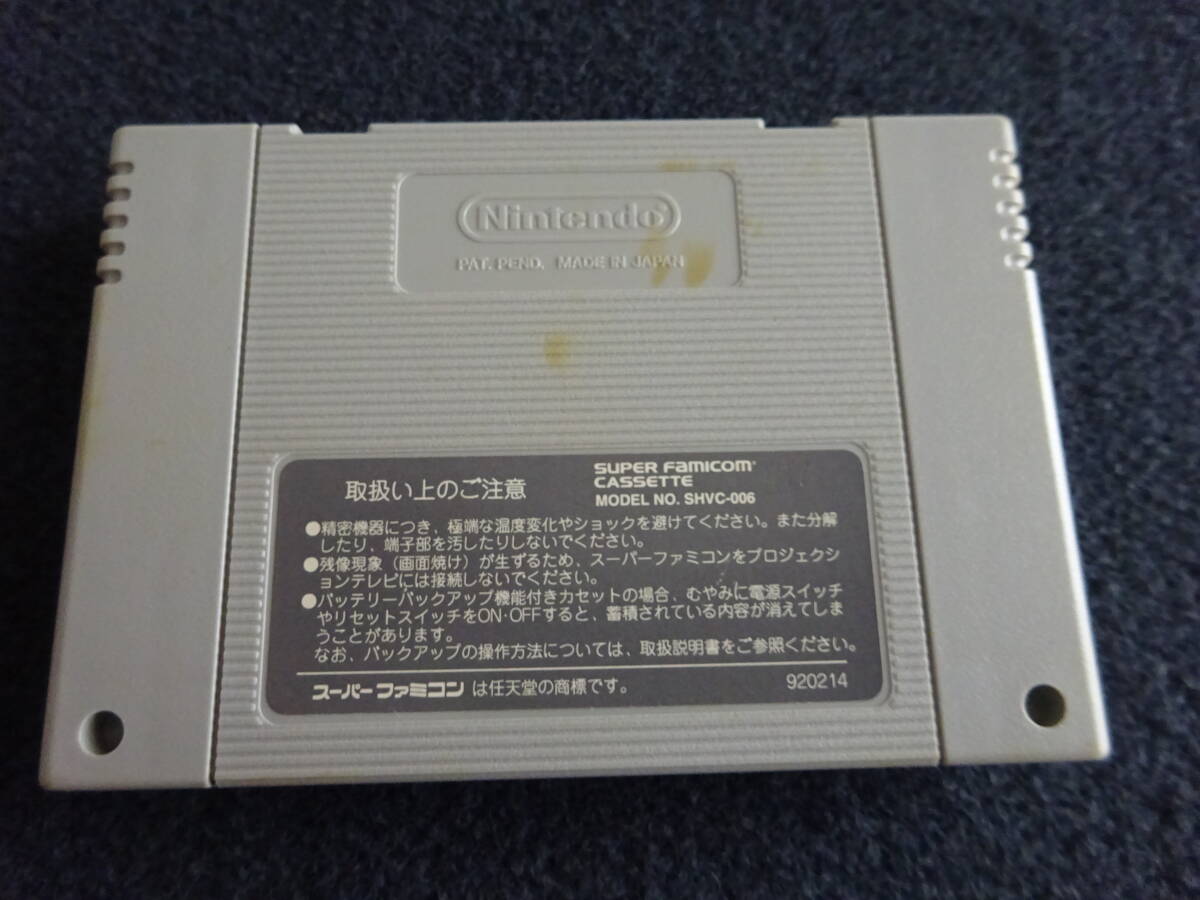 Nintendo
PAT. PEND. MADE IN JAPAN
取扱い上のご注意
SUPER FAMICOM
CASSETTE
MODEL NO. SHVC-006
●精密機器につき、極端な温度変化やショックを避けてください。また分解
したり、端子部を汚したりしないでください。
●残像現象（画面焼け）が生ずるため、スーパーファミコンをプロジェクシ
ョンテレビには接続しないでください。
●バッテリーバックアップ機能付きカセットの場合、むやみに電源スイッチ
やリセットスイッチをON・OFFすると、蓄積されている内容が消えてしま
うことがあります。
なお、バックアップの操作方法については、取扱説明書をご参照ください。
スーパーファミコン は任天堂の商標です。
920214